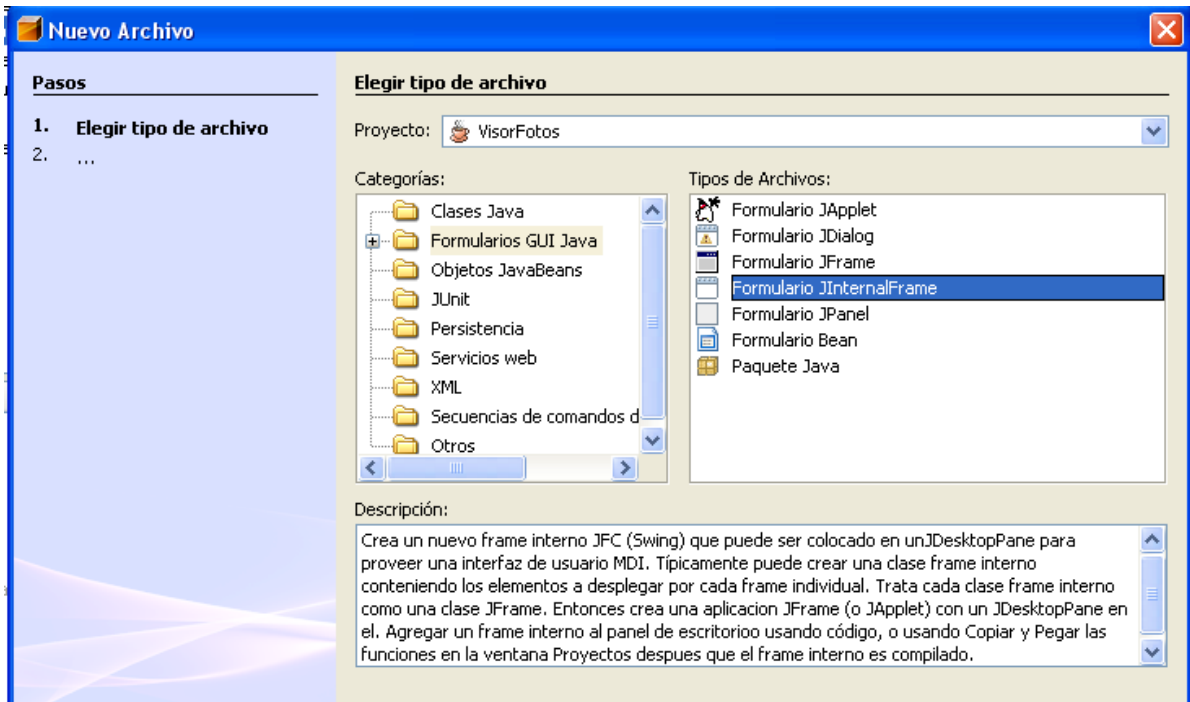 Nuevo Archivo
Pasos
1. Elegir tipo de archivo
2. ...
Elegir tipo de archivo
Proyecto: VisorFotos
Categorías:
Clases Java
Formularios GUI Java
Objetos JavaBeans
JUnit
Persistencia
Servicios web
XML
Secuencias de comandos d
Otros
Tipos de Archivos:
Formulario JApplet
Formulario JDialog
Formulario JFrame
Formulario JInternalFrame
Formulario JPanel
Formulario Bean
Paquete Java
Descripción:
Crea un nuevo frame interno JFC (Swing) que puede ser colocado en unJDesktopPane para
proveer una interfaz de usuario MDI. Típicamente puede crear una clase frame interno
conteniendo los elementos a desplegar por cada frame individual. Trata cada clase frame interno
como una clase JFrame. Entonces crea una aplicacion JFrame (o JApplet) con un JDesktopPane en
el. Agregar un frame interno al panel de escritorioo usando código, o usando Copiar y Pegar las
funciones en la ventana Proyectos despues que el frame interno es compilado.